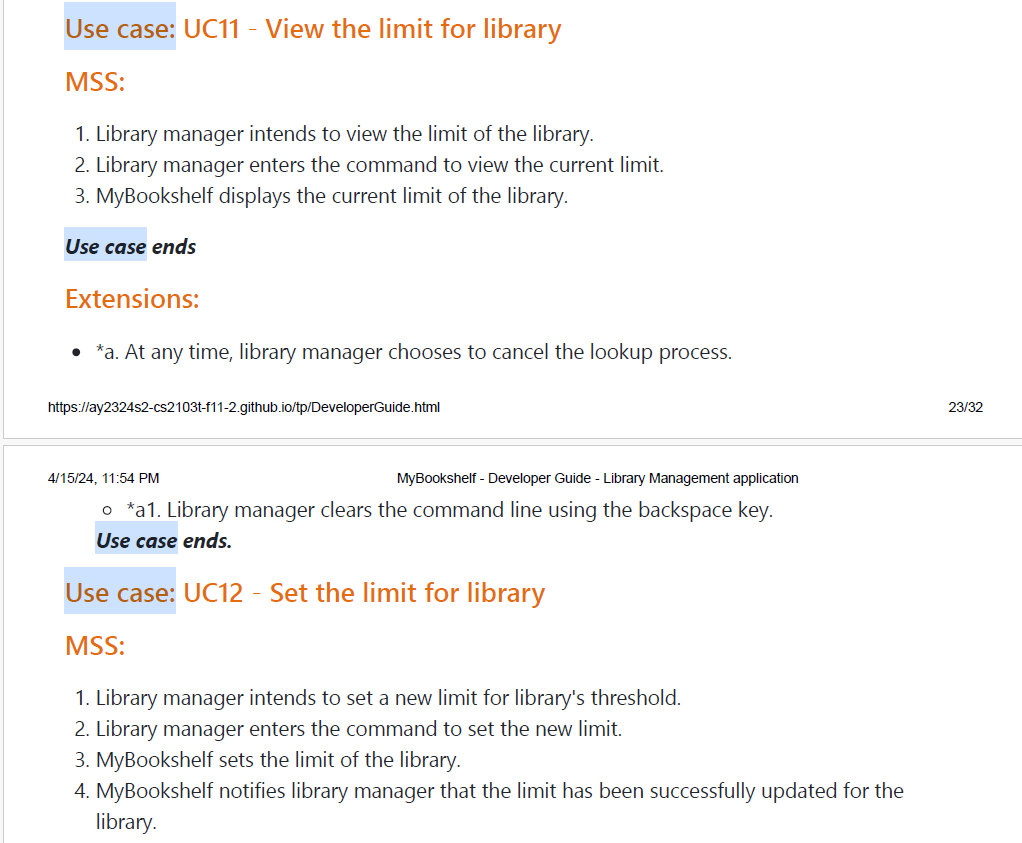 Use case: UC11 - View the limit for library
MSS:
1. Library manager intends to view the limit of the library.
2. Library manager enters the command to view the current limit.
3. MyBookshelf displays the current limit of the library.
Use case ends
Extensions:
• *a. At any time, library manager chooses to cancel the lookup process.
https://ay2324s2-cs2103t-f11-2.github.io/tp/DeveloperGuide.html 23/32
4/15/24, 11:54 PM MyBookshelf - Developer Guide - Library Management application
○ *a1. Library manager clears the command line using the backspace key.
Use case ends.
Use case: UC12 - Set the limit for library
MSS:
1. Library manager intends to set a new limit for library's threshold.
2. Library manager enters the command to set the new limit.
3. MyBookshelf sets the limit of the library.
4. MyBookshelf notifies library manager that the limit has been successfully updated for the
library.